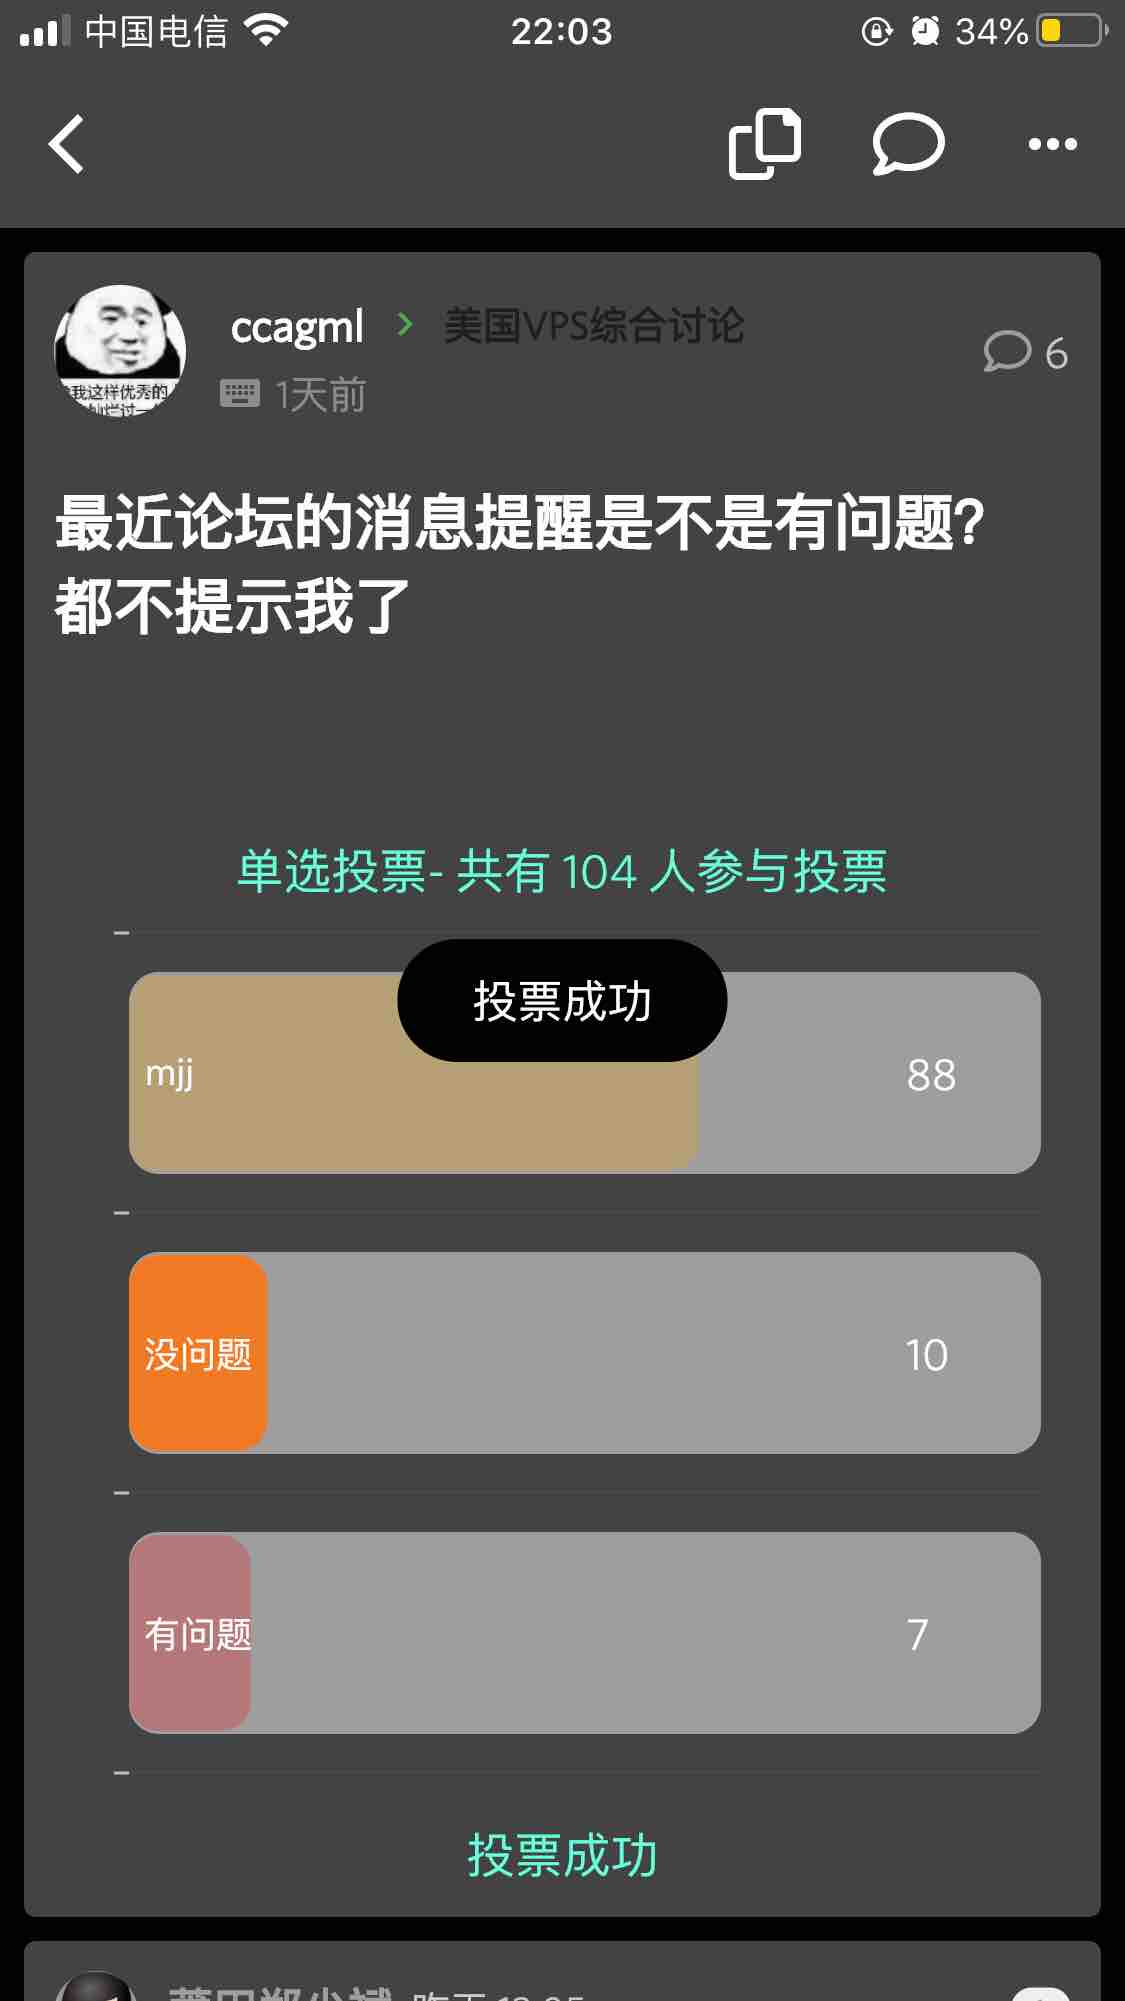 中国电信 22:03 34%
ccagml > 美国VPS综合讨论 6
1天前
我这样优秀的
最近论坛的消息提醒是不是有问题?
都不提示我了
单选投票- 共有 104 人参与投票
投票成功
mjj 88
没问题 10
有问题 7
投票成功